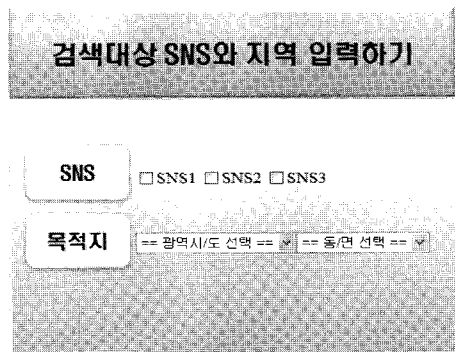 검색대상 SNS와 지역 입력하기
SNS
□ SNS1 □ SNS2 □ SNS3
목적지
== 광역시/도 선택 == == 동/면 선택 ==